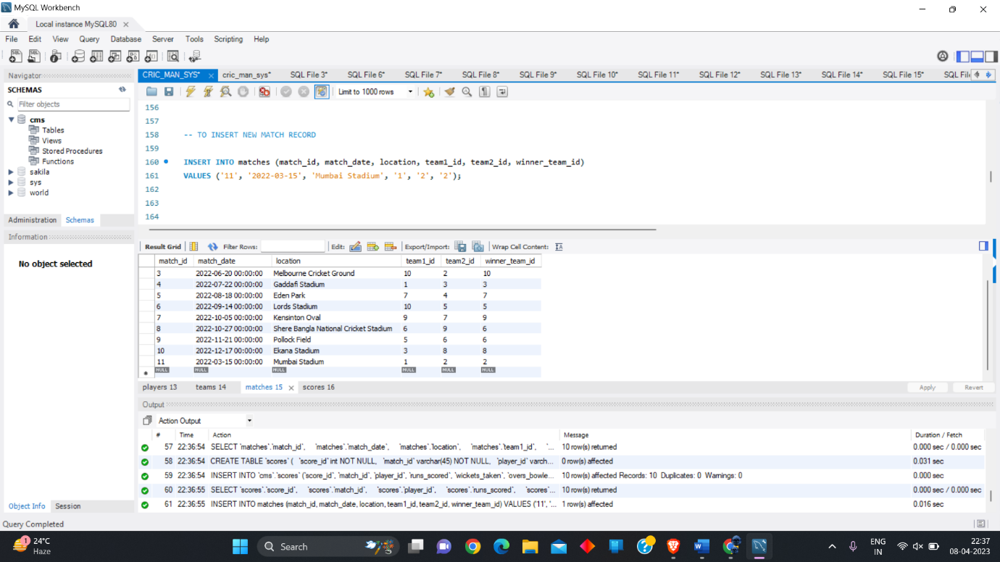 MySQL Workbench
Local instance MySQL80
File Edit View Query Database Server Tools Scripting Help
Navigator
SCHEMAS
Filter objects
cms
Tables
Views
Stored Procedures
Functions
sakila
sys
world
Administration Schemas
Information
No object selected
Object Info Session
CRIC_MAN_SYS* cric_man_sys* SQL File 3* SQL File 6* SQL File 7* SQL File 8* SQL File 9* SQL File 10* SQL File 11* SQL File 12* SQL File 13* SQL File 14* SQL File 15* SQL Fil
Limit to 1000 rows
156
157
158 -- TO INSERT NEW MATCH RECORD
159
160 INSERT INTO matches (match_id, match_date, location, team1_id, team2_id, winner_team_id)
161 VALUES ('11', '2022-03-15', 'Mumbai Stadium', '1', '2', '2');
162
163
164
Result Grid Filter Rows: Edit: Export/Import: Wrap Cell Content:
match_id match_date location team1_id team2_id winner_team_id
3 2022-06-20 00:00:00 Melbourne Cricket Ground 10 2 10
4 2022-07-22 00:00:00 Gaddafi Stadium 1 3 3
5 2022-08-18 00:00:00 Eden Park 7 4 7
6 2022-09-14 00:00:00 Lords Stadium 10 5 5
7 2022-10-05 00:00:00 Kensinton Oval 9 7 9
8 2022-10-27 00:00:00 Shere Bangla National Cricket Stadium 6 9 6
9 2022-11-21 00:00:00 Pollock Field 5 6 6
10 2022-12-17 00:00:00 Ekana Stadium 3 8 8
11 2022-03-15 00:00:00 Mumbai Stadium 1 2 2
NULL NULL NULL NULL NULL NULL
players 13 teams 14 matches 15 scores 16 Apply Revert
Output
Action Output
# Time Action Message Duration / Fetch
57 22:36:54 SELECT `matches`.`match_id`, `matches`.`match_date`, `matches`.`location`, `matches`.`team1_id`, `... 10 row(s) returned 0.000 sec / 0.000 sec
58 22:36:54 CREATE TABLE `scores` ( `score_id` int NOT NULL, `match_id` varchar(45) NOT NULL, `player_id` varch... 0 row(s) affected 0.031 sec
59 22:36:54 INSERT INTO `cms`.`scores` (`score_id`, `match_id`, `player_id`, `runs_scored`, `wickets_taken`, `overs_bowle... 10 row(s) affected Records: 10 Duplicates: 0 Warnings: 0 0.000 sec
60 22:36:55 SELECT `scores`.`score_id`, `scores`.`match_id`, `scores`.`player_id`, `scores`.`runs_scored`, `scores`... 10 row(s) returned 0.000 sec / 0.000 sec
61 22:36:55 INSERT INTO matches (match_id, match_date, location, team1_id, team2_id, winner_team_id) VALUES ('11', '... 1 row(s) affected 0.016 sec
Query Completed
1
24°C
Haze
Search
ENG
IN
22:37
08-04-2023